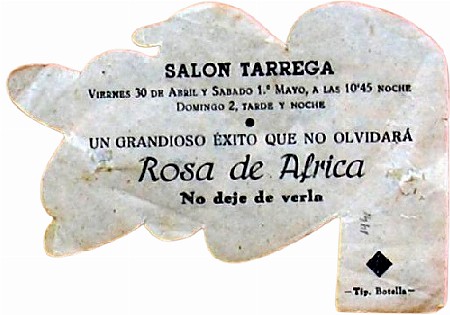 SALON TARREGA
VIERNES 30 DE ABRIL Y SABADO 1.º MAYO, A LAS 10'45 NOCHE
DOMINGO 2, TARDE Y NOCHE
UN GRANDIOSO ÉXITO QUE NO OLVIDARÁ
Rosa de Africa
No deje de verla
—Tip. Botella—